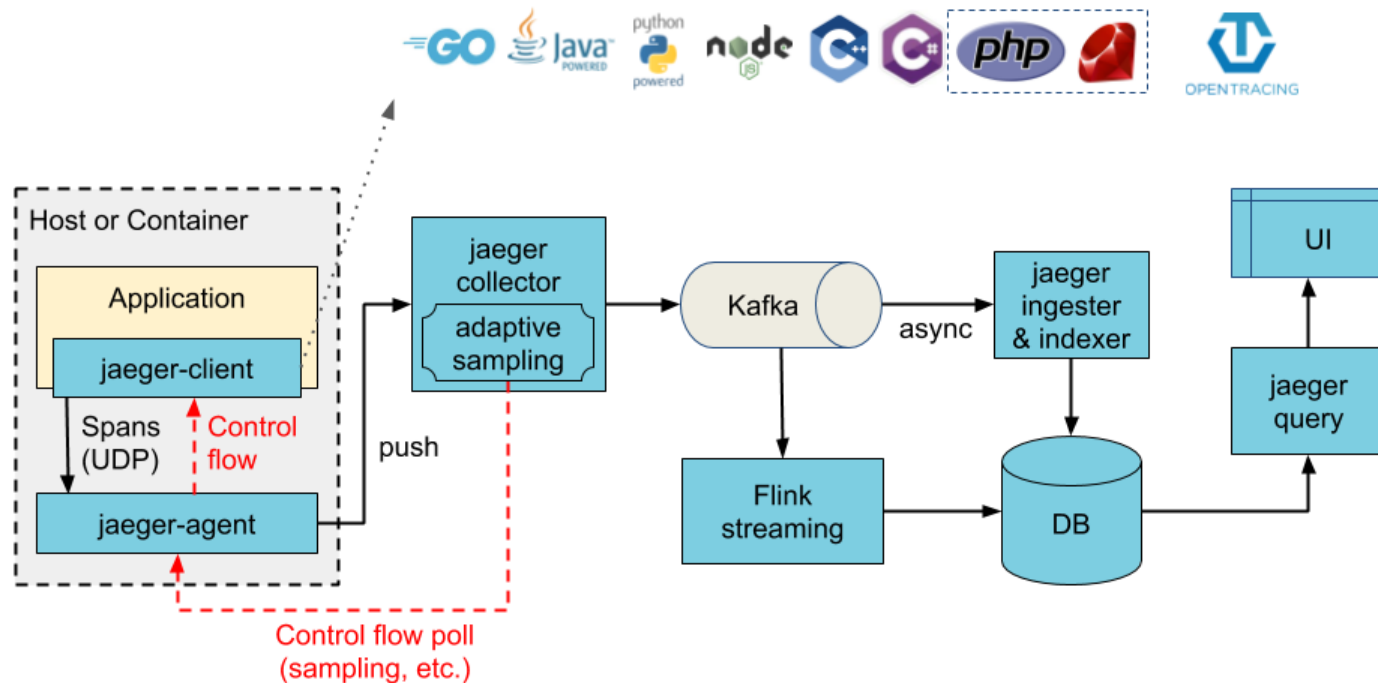 GO
Java™
POWERED
python
powered
node
JS
C++
C#
php
OPENTRACING
Host or Container
Application
jaeger-client
Spans
(UDP)
Control
flow
jaeger-agent
push
jaeger
collector
adaptive
sampling
Control flow poll
(sampling, etc.)
Kafka
async
Flink
streaming
jaeger
ingester
& indexer
DB
UI
jaeger
query